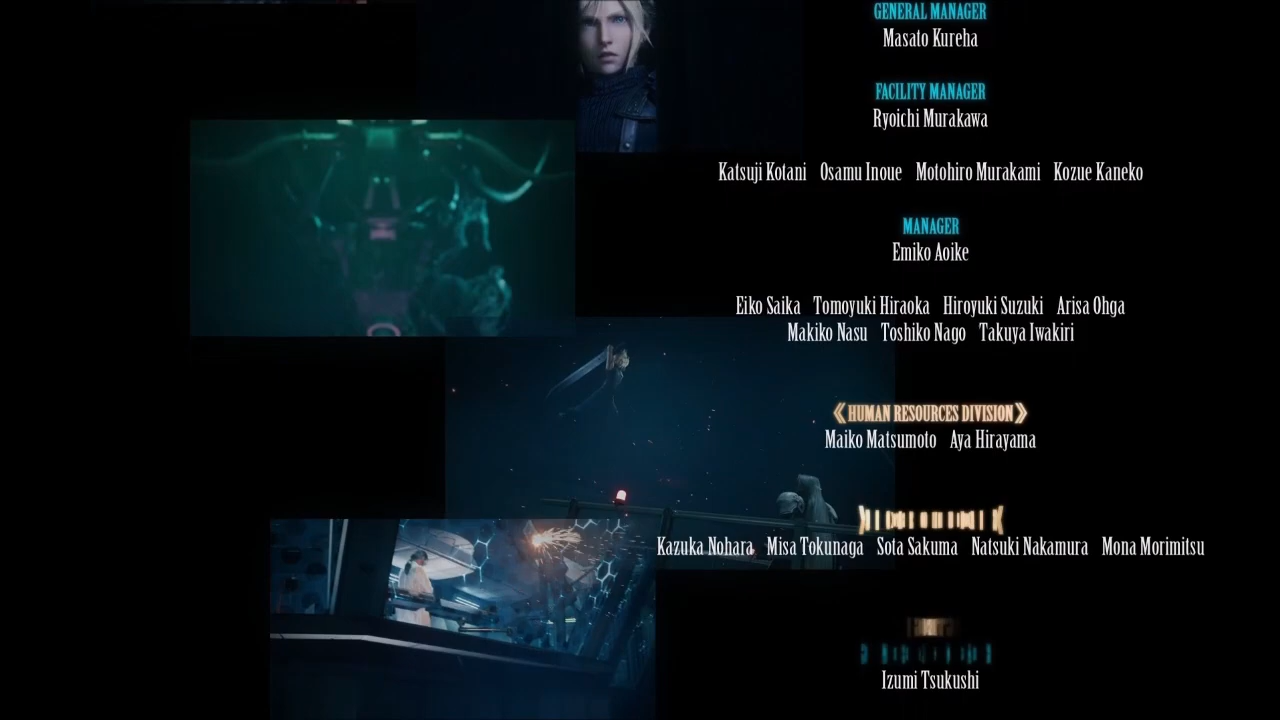 GENERAL MANAGER
Masato Kureha
FACILITY MANAGER
Ryoichi Murakawa
Katsuji Kotani Osamu Inoue Motohiro Murakami Kozue Kaneko
MANAGER
Emiko Aoike
Eiko Saika Tomoyuki Hiraoka Hiroyuki Suzuki Arisa Ohga
Makiko Nasu Toshiko Nago Takuya Iwakiri
《HUMAN RESOURCES DIVISION》
Maiko Matsumoto Aya Hirayama
Kazuka Nohara Misa Tokunaga Sota Sakuma Natsuki Nakamura Mona Morimitsu
Izumi Tsukushi